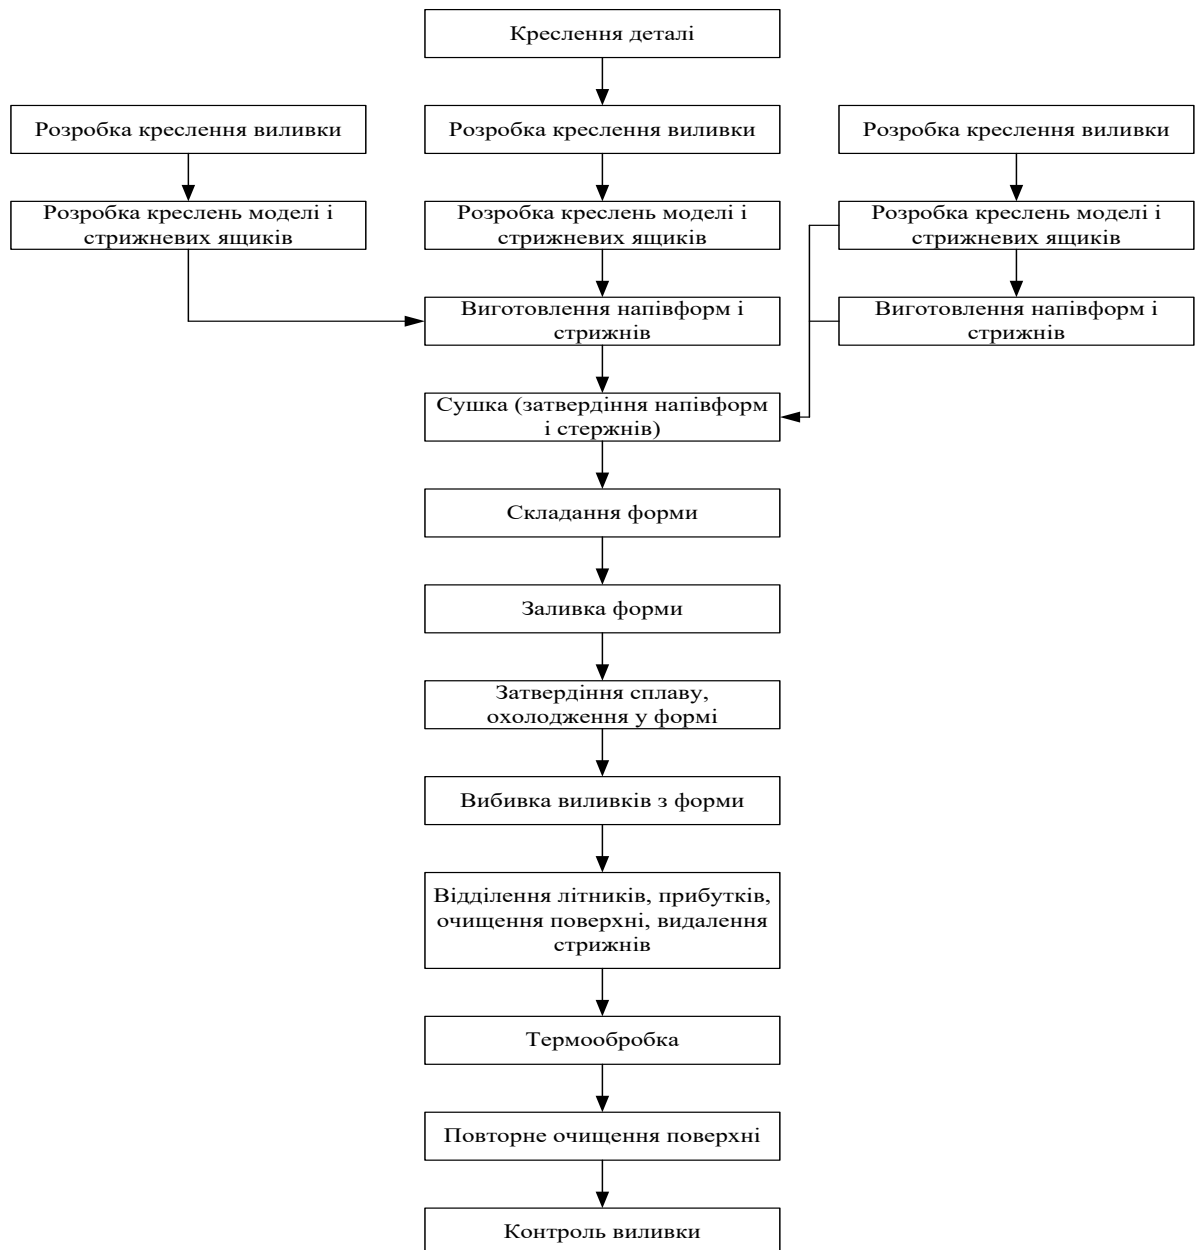 Креслення деталі
Розробка креслення виливки
Розробка креслення виливки
Розробка креслення виливки
Розробка креслень моделі і
стрижневих ящиків
Розробка креслень моделі і
стрижневих ящиків
Розробка креслень моделі і
стрижневих ящиків
Виготовлення напівформ і
стрижнів
Виготовлення напівформ і
стрижнів
Сушка (затвердіння напівформ
і стержнів)
Складання форми
Заливка форми
Затвердіння сплаву,
охолодження у формі
Вибивка виливків з форми
Відділення літників, прибутків,
очищення поверхні, видалення
стрижнів
Термообробка
Повторне очищення поверхні
Контроль виливки